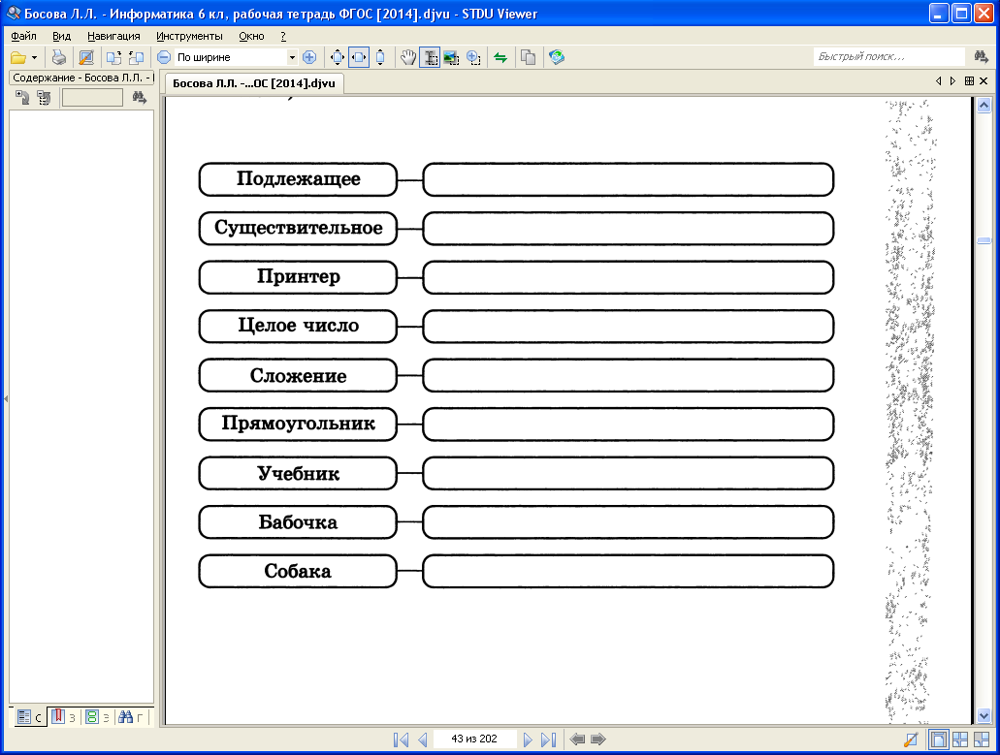 Босова Л.Л. - Информатика 6 кл, рабочая тетрадь ФГОС [2014].djvu - STDU Viewer
Файл Вид Навигация Инструменты Окно ?
По ширине
Быстрый поиск...
Содержание - Босова Л.Л. -
Босова Л.Л. -...ОС [2014].djvu
Подлежащее
Существительное
Принтер
Целое число
Сложение
Прямоугольник
Учебник
Бабочка
Собака
С З З Г
43 из 202